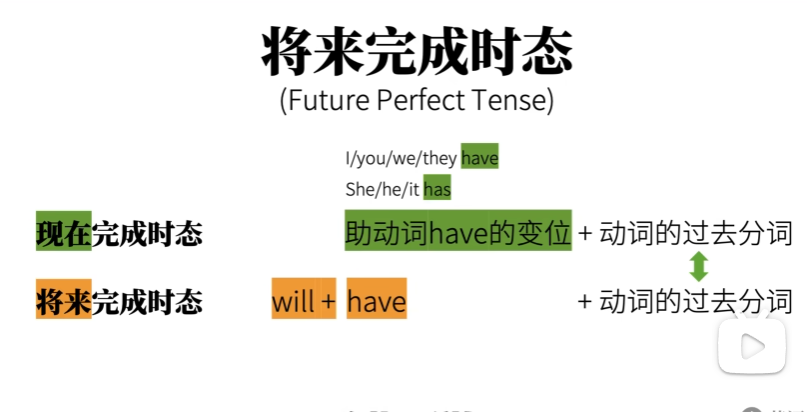 将来完成时态
(Future Perfect Tense)
I/you/we/they have
She/he/it has
现在完成时态 助动词have的变位 + 动词的过去分词
将来完成时态 will + have + 动词的过去分词